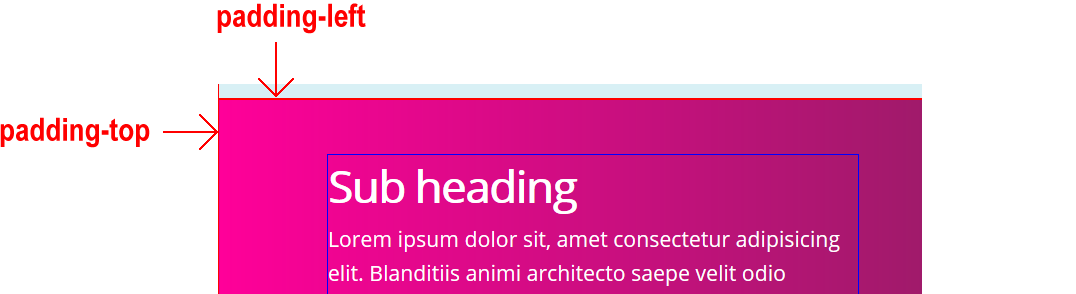 padding-left
padding-top
Sub heading
Lorem ipsum dolor sit, amet consectetur adipisicing
elit. Blanditiis animi architecto saepe velit odio